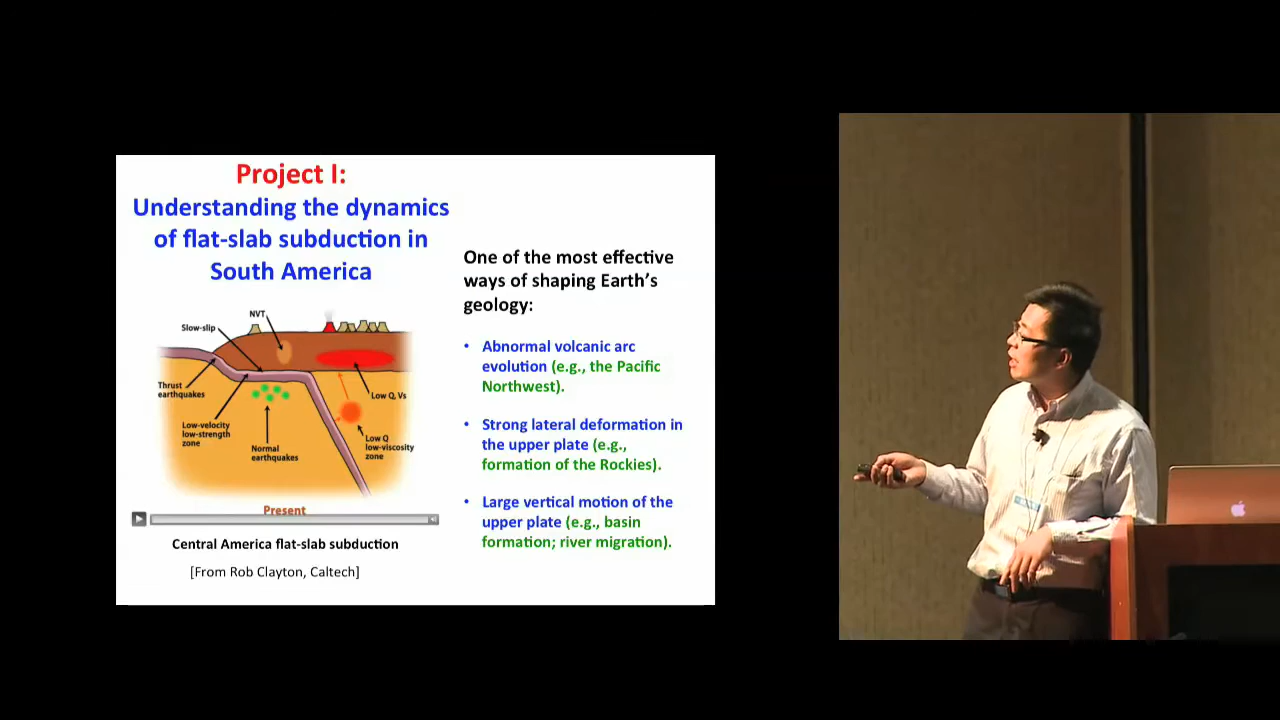 Project I:
Understanding the dynamics
of flat-slab subduction in
South America
NVT
Slow-slip
Thrust
earthquakes
Low-velocity
low-strength
zone
Normal
earthquakes
Low Q, Vs
Low Q
low-viscosity
zone
Present
Central America flat-slab subduction
[From Rob Clayton, Caltech]
One of the most effective
ways of shaping Earth's
geology:
• Abnormal volcanic arc
evolution (e.g., the Pacific
Northwest).
• Strong lateral deformation in
the upper plate (e.g.,
formation of the Rockies).
• Large vertical motion of the
upper plate (e.g., basin
formation; river migration).